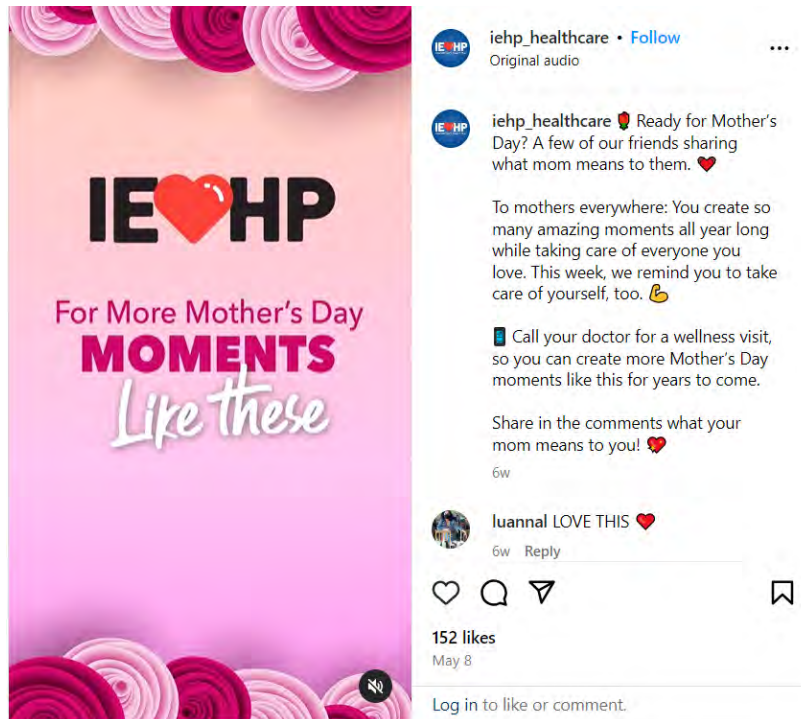 IE❤HP
For More Mother's Day
MOMENTS
Like these
iehp_healthcare • Follow
Original audio
IE❤HP
iehp_healthcare 🌹 Ready for Mother's
Day? A few of our friends sharing
what mom means to them. ❤️
IE❤HP
To mothers everywhere: You create so
many amazing moments all year long
while taking care of everyone you
love. This week, we remind you to take
care of yourself, too. 💪
📱 Call your doctor for a wellness visit,
so you can create more Mother's Day
moments like this for years to come.
Share in the comments what your
mom means to you! 💖
6w
luannal LOVE THIS ❤️
6w Reply
152 likes
May 8
Log in to like or comment.